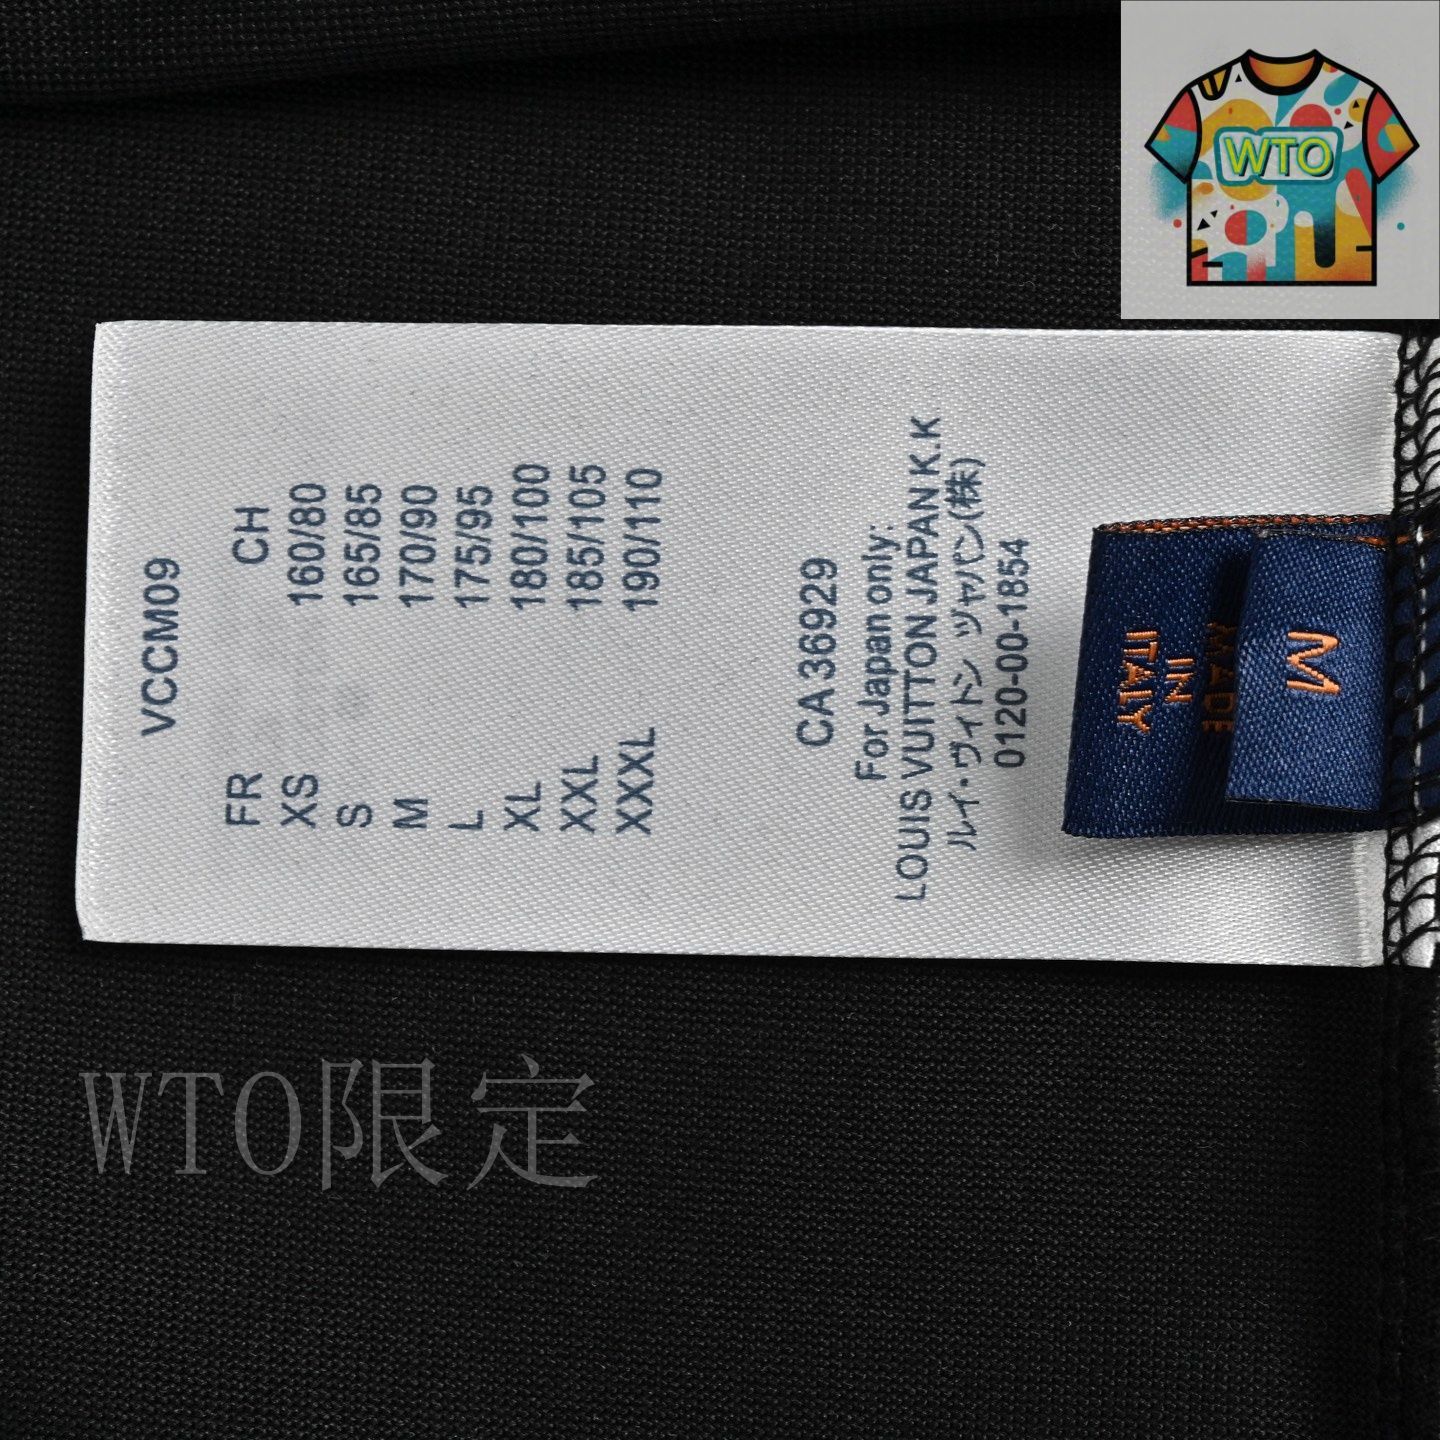 WTO
VCCM09
FR CH
XS 160/80
S 165/85
M 170/90
L 175/95
XL 180/100
XXL 185/105
XXXL 190/110
CA 36929
For Japan only:
LOUIS VUITTON JAPAN K.K
ルイ・ヴィトン ヅャバン(株)
0120-00-1854
M
MADE
IN
ITALY
WTO限定